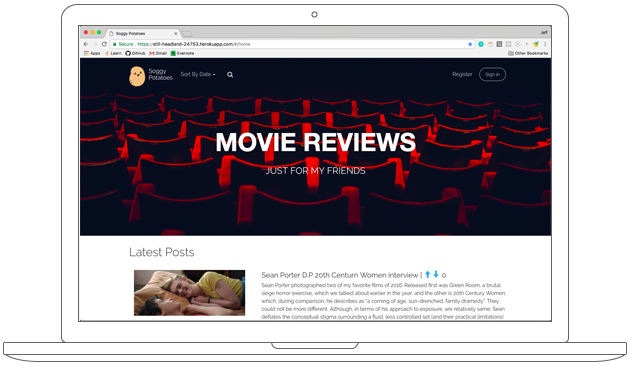 Soggy Potatoes
Jeff
Secure https://still-headland-24753.herokuapp.com/#/home
Apps Learn GitHub Gmail Evernote
Other Bookmarks
Soggy
Potatoes
Sort By Date
Register
Sign in
MOVIE REVIEWS
JUST FOR MY FRIENDS
Latest Posts
Sean Porter D.P 20th Centurn Women interview | 0
Sean Porter photographed two of my favorite films of 2016. Released first was Green Room, a brutal
siege horror exercise, which we talked about earlier in the year, and the other is 20th Century Women,
which, during comparison, he describes as "a coming of age, sun-drenched, family dramedy". They
could not be more different. Although, in terms of his approach to exposure, are relatively same. Sean
deflates the conceptual stigma surrounding a fluid, less controlled set (and their practical limitations)